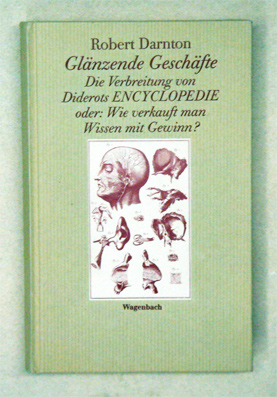 Robert Darnton
Glänzende Geschäfte
Die Verbreitung von
Diderots ENCYCLOPEDIE
oder: Wie verkauft man
Wissen mit Gewinn?
Wagenbach